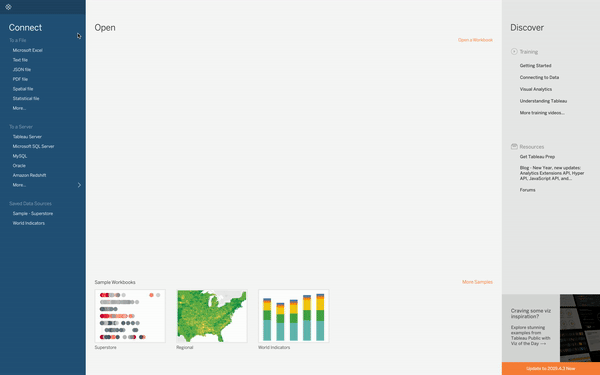 Connect
To a File
Microsoft Excel
Text file
JSON file
PDF file
Spatial file
Statistical file
More...
To a Server
Tableau Server
Microsoft SQL Server
MySQL
Oracle
Amazon Redshift
More...
Saved Data Sources
Sample - Superstore
World Indicators
Open
Open a Workbook
Sample Workbooks
More Samples
Superstore
Regional
World Indicators
Discover
Training
Getting Started
Connecting to Data
Visual Analytics
Understanding Tableau
More training videos...
Resources
Get Tableau Prep
Blog - New Year, new updates:
Analytics Extensions API, Hyper
API, JavaScript API, and...
Forums
Craving some viz
inspiration?
Explore stunning
examples from
Tableau Public with
Viz of the Day →
Update to 2019.4.2 Now